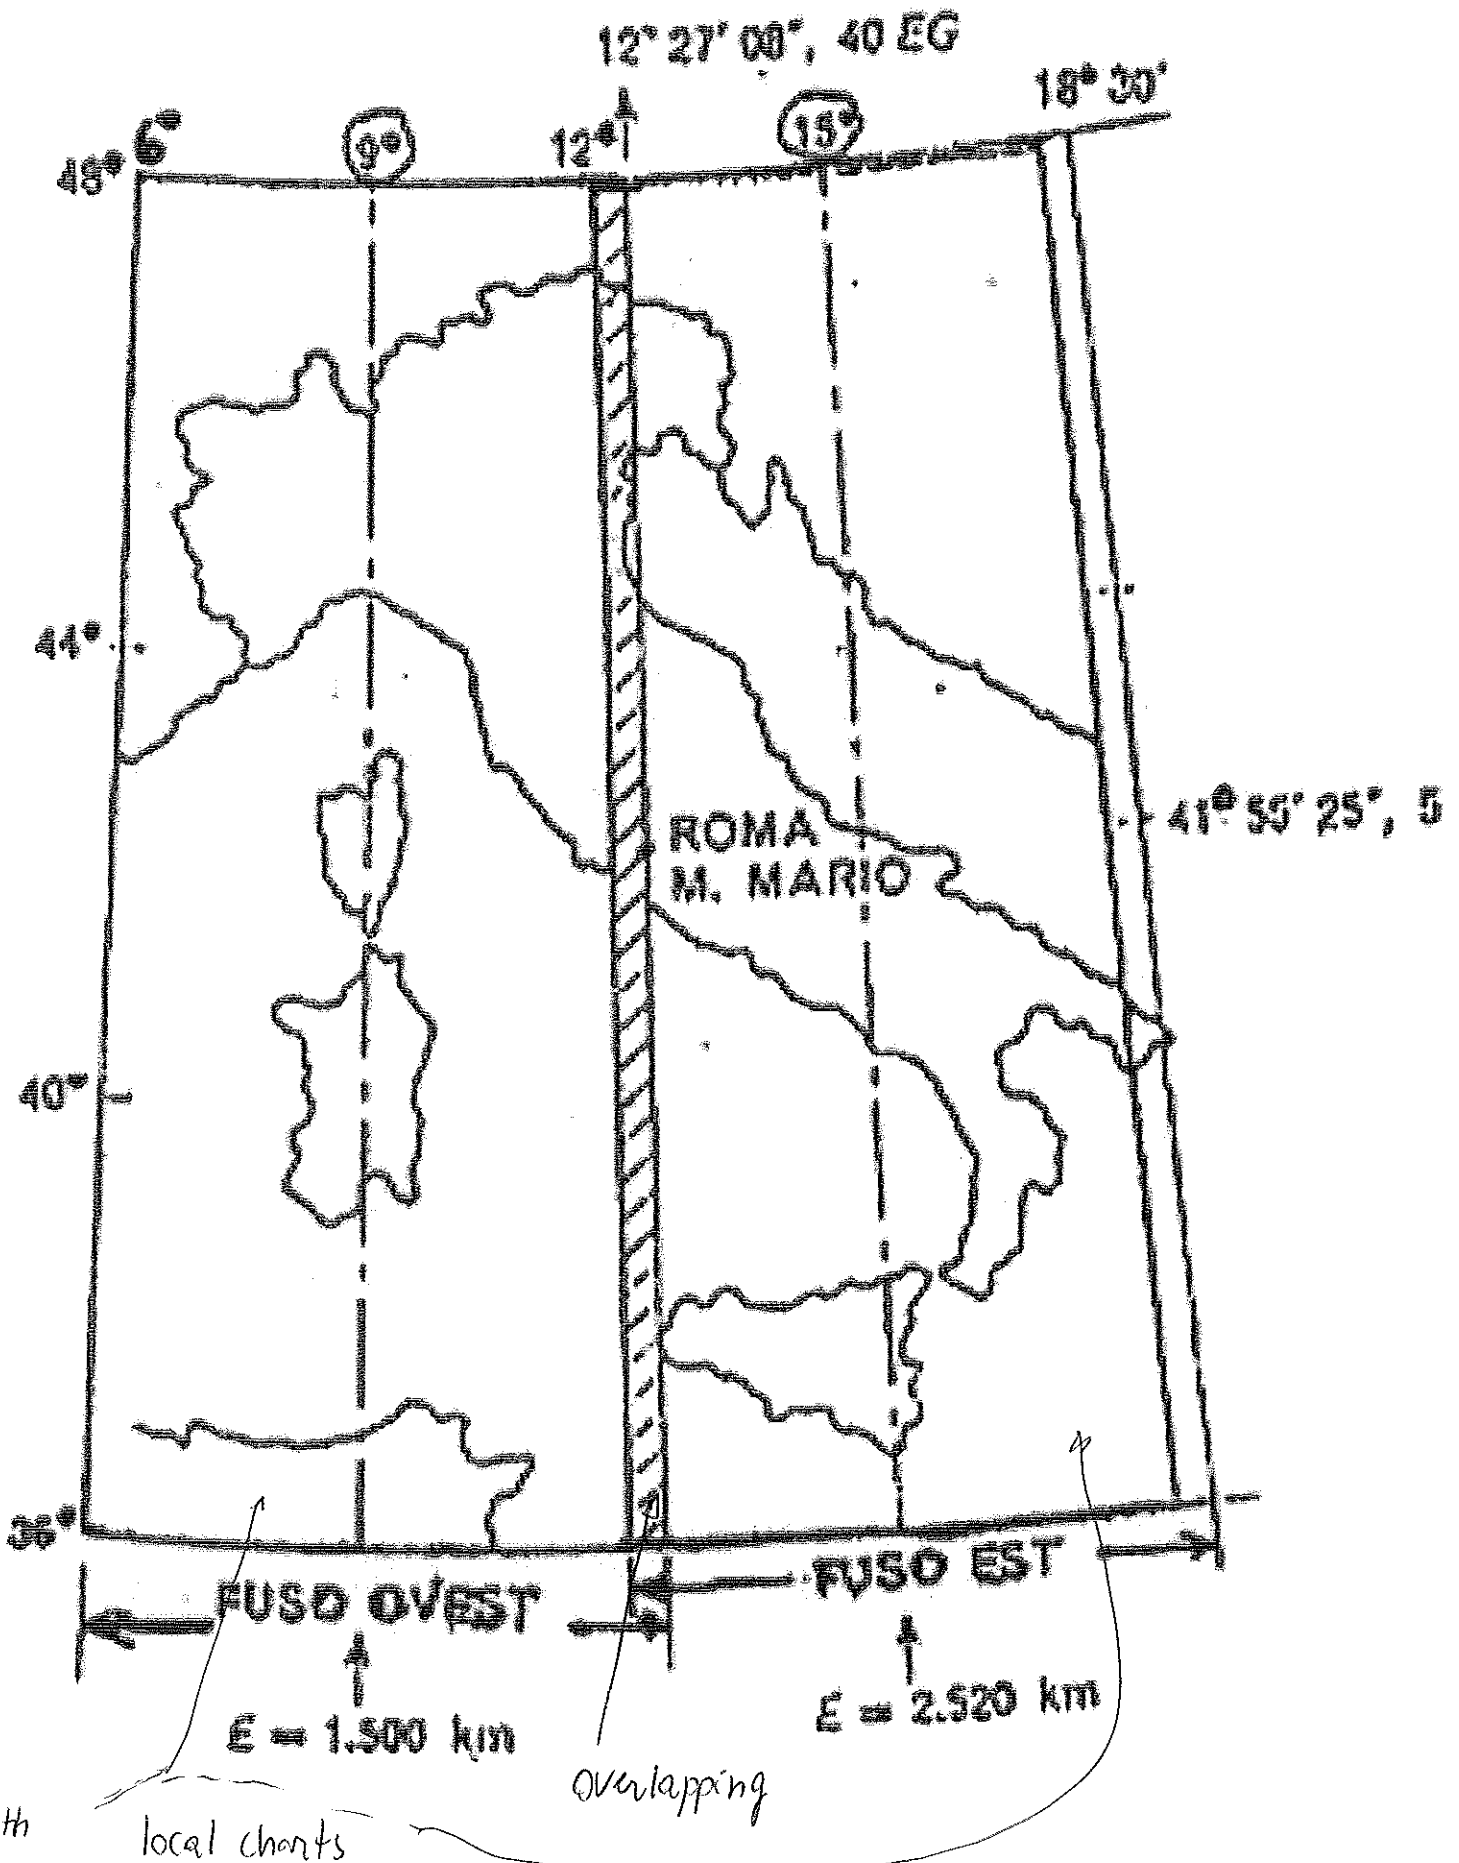 12° 27' 08", 40 EG
6° 9° 12° 15° 18° 30'
48°
44°
41° 55' 25", 5
ROMA
M. MARIO
40°
36°
FUSO OVEST
FUSO EST
E = 1.500 km
E = 2.520 km
overlapping
th
local charts